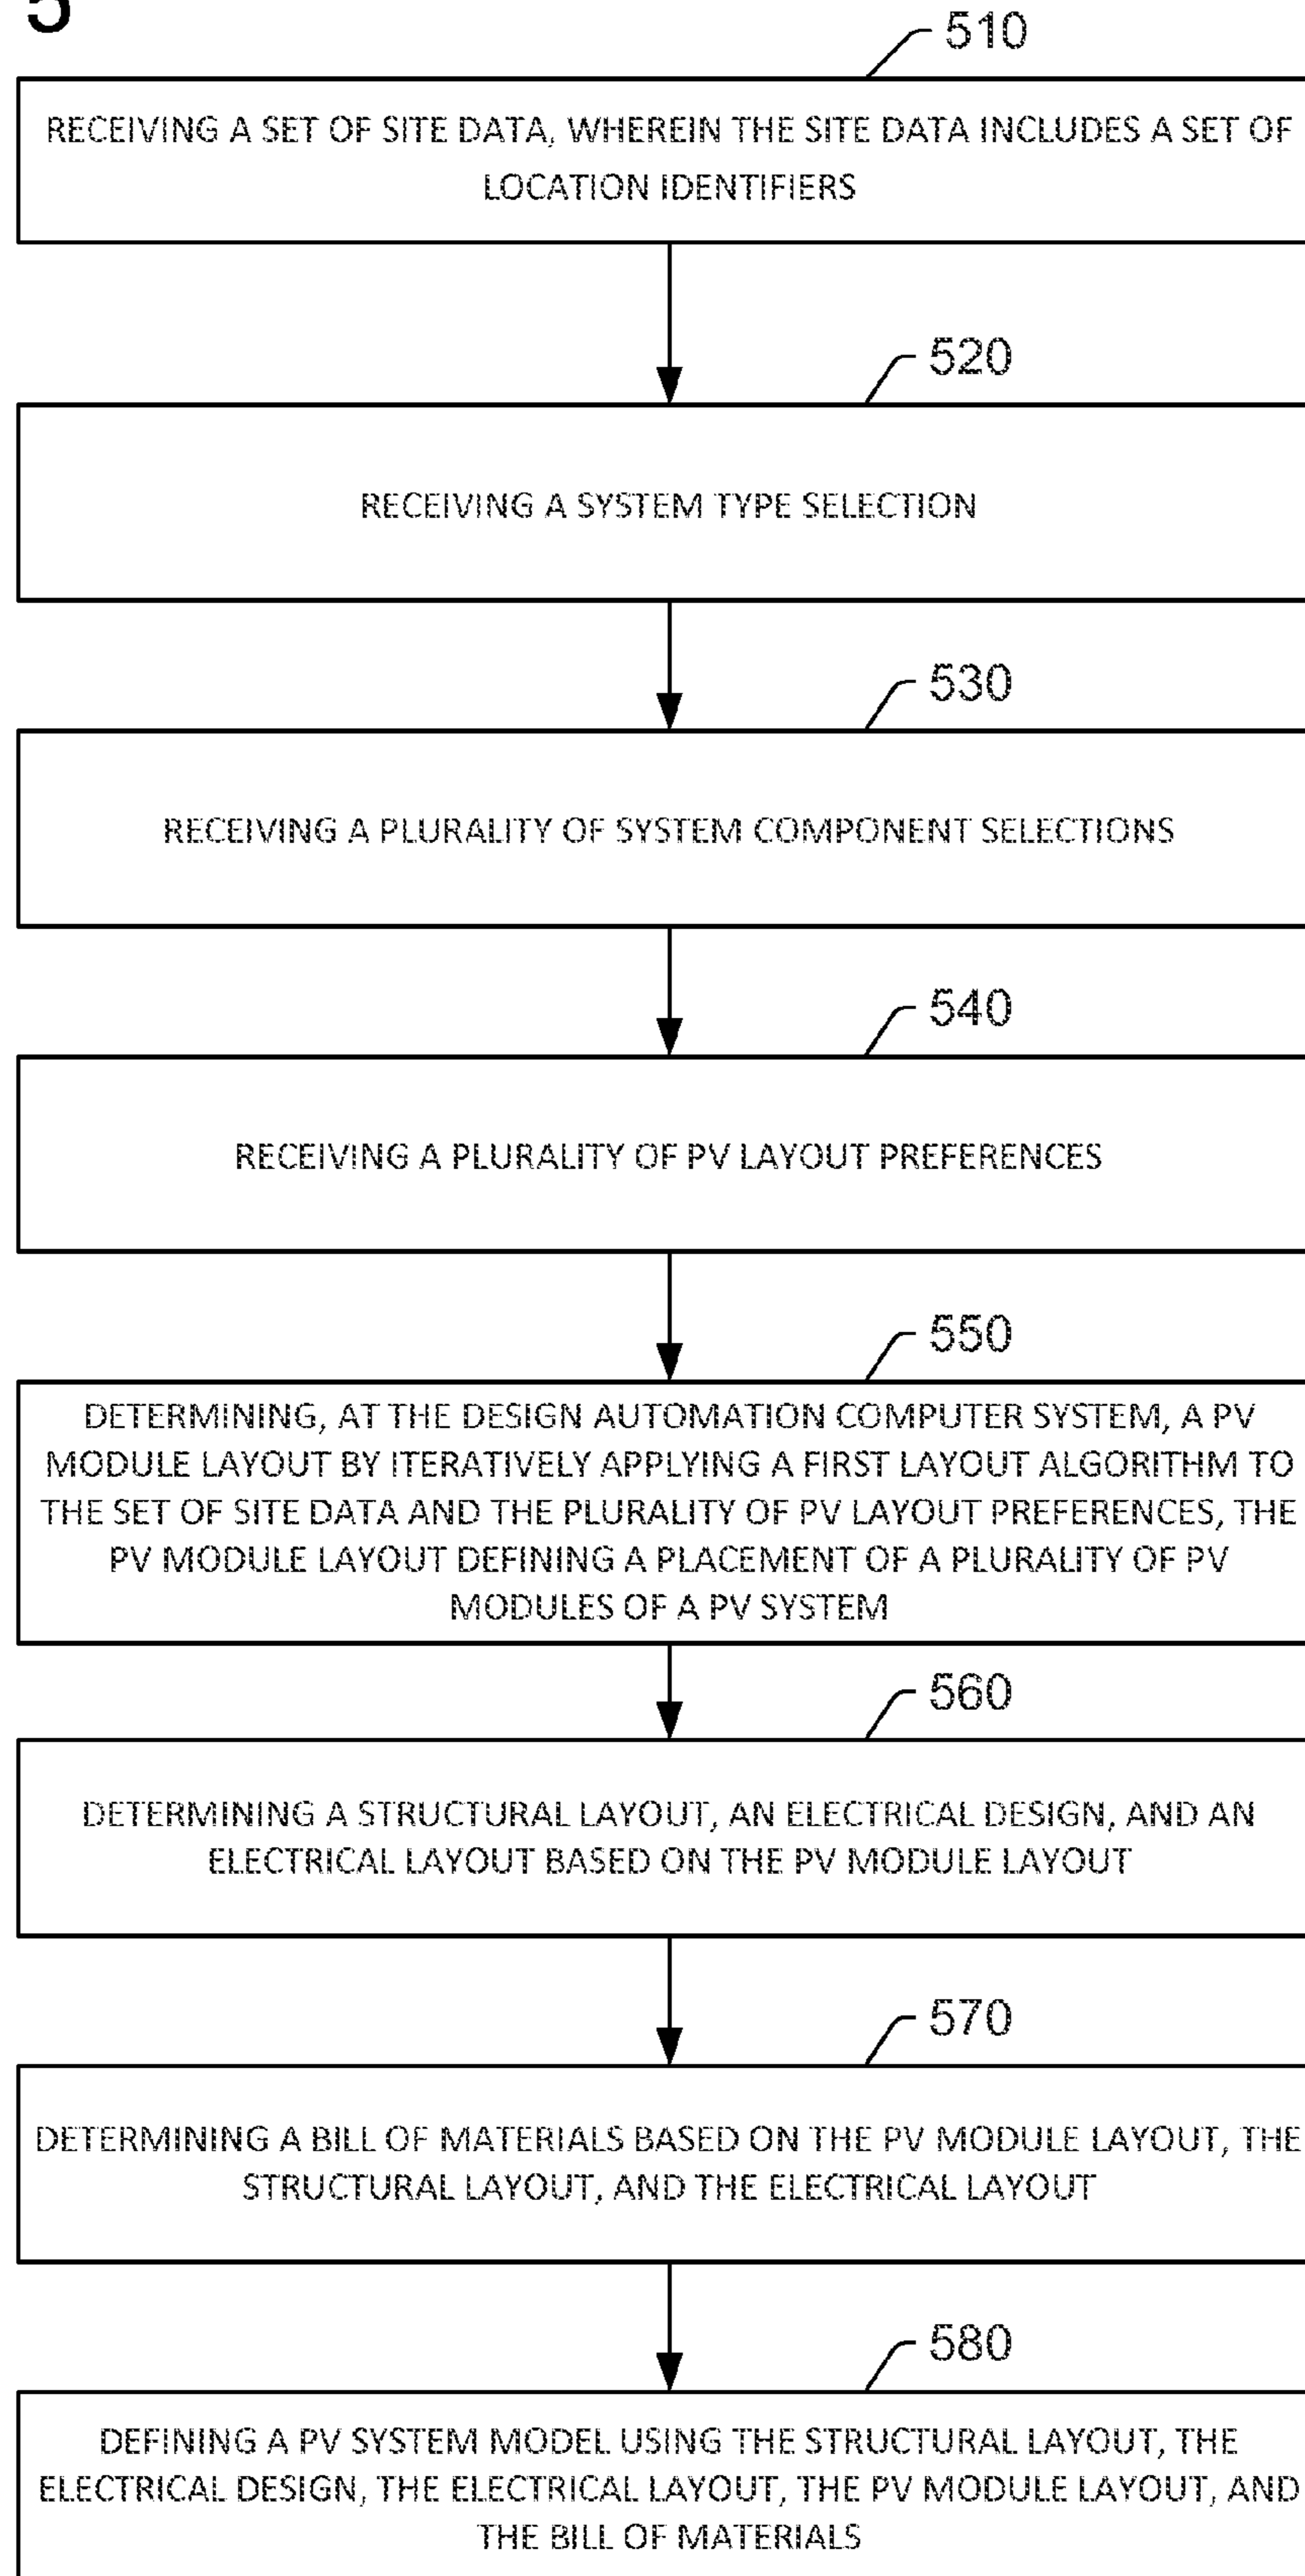 5
510
RECEIVING A SET OF SITE DATA, WHEREIN THE SITE DATA INCLUDES A SET OF
LOCATION IDENTIFIERS
520
RECEIVING A SYSTEM TYPE SELECTION
530
RECEIVING A PLURALITY OF SYSTEM COMPONENT SELECTIONS
540
RECEIVING A PLURALITY OF PV LAYOUT PREFERENCES
550
DETERMINING, AT THE DESIGN AUTOMATION COMPUTER SYSTEM, A PV
MODULE LAYOUT BY ITERATIVELY APPLYING A FIRST LAYOUT ALGORITHM TO
THE SET OF SITE DATA AND THE PLURALITY OF PV LAYOUT PREFERENCES, THE
PV MODULE LAYOUT DEFINING A PLACEMENT OF A PLURALITY OF PV
MODULES OF A PV SYSTEM
560
DETERMINING A STRUCTURAL LAYOUT, AN ELECTRICAL DESIGN, AND AN
ELECTRICAL LAYOUT BASED ON THE PV MODULE LAYOUT
570
DETERMINING A BILL OF MATERIALS BASED ON THE PV MODULE LAYOUT, THE
STRUCTURAL LAYOUT, AND THE ELECTRICAL LAYOUT
580
DEFINING A PV SYSTEM MODEL USING THE STRUCTURAL LAYOUT, THE
ELECTRICAL DESIGN, THE ELECTRICAL LAYOUT, THE PV MODULE LAYOUT, AND
THE BILL OF MATERIALS